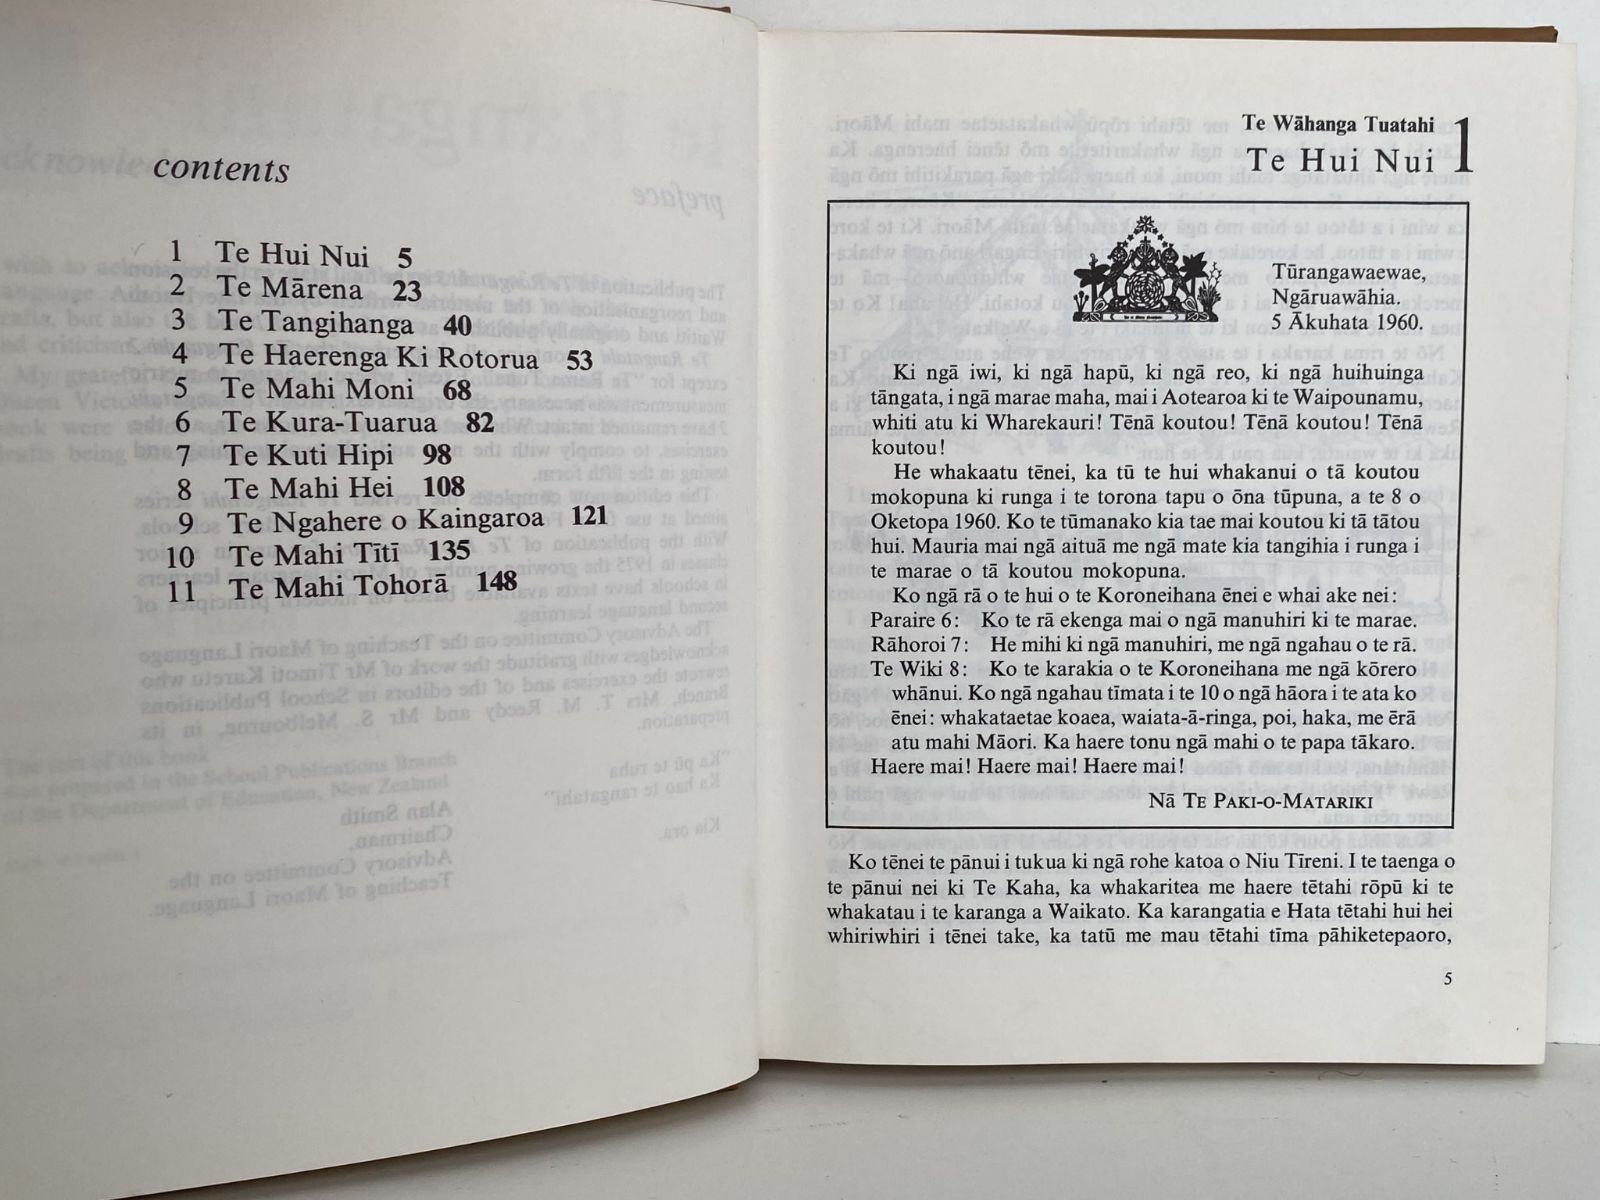 contents
1 Te Hui Nui 5
2 Te Mārena 23
3 Te Tangihanga 40
4 Te Haerenga Ki Rotorua 53
5 Te Mahi Moni 68
6 Te Kura-Tuarua 82
7 Te Kuti Hipi 98
8 Te Mahi Hei 108
9 Te Ngahere o Kaingaroa 121
10 Te Mahi Tītī 135
11 Te Mahi Tohorā 148
Te Wāhanga Tuatahi 1
Te Hui Nui
Tūrangawaewae,
Ngāruawāhia.
5 Ākuhata 1960.
Ki ngā iwi, ki ngā hapū, ki ngā reo, ki ngā huihuinga
tāngata, i ngā marae maha, mai i Aotearoa ki te Waipounamu,
whiti atu ki Wharekauri! Tēnā koutou! Tēnā koutou! Tēnā
koutou!
He whakaatu tēnei, ka tū te hui whakanui o tā koutou
mokopuna ki runga i te torona tapu o ōna tūpuna, a te 8 o
Oketopa 1960. Ko te tūmanako kia tae mai koutou ki tā tātou
hui. Mauria mai ngā aituā me ngā mate kia tangihia i runga i
te marae o tā koutou mokopuna.
Ko ngā rā o te hui o te Koroneihana ēnei e whai ake nei:
Paraire 6: Ko te rā ekenga mai o ngā manuhiri ki te marae.
Rāhoroi 7: He mihi ki ngā manuhiri, me ngā ngahau o te rā.
Te Wiki 8: Ko te karakia o te Koroneihana me ngā kōrero
whānui. Ko ngā ngahau tīmata i te 10 o ngā hāora i te ata ko
ēnei: whakataetae koaea, waiata-ā-ringa, poi, haka, me ērā
atu mahi Māori. Ka haere tonu ngā mahi o te papa tākaro.
Haere mai! Haere mai! Haere mai!
Nā TE PAKI-O-MATARIKI
Ko tēnei te pānui i tukua ki ngā rohe katoa o Niu Tīreni. I te taenga o
te pānui nei ki Te Kaha, ka whakaritea me haere tētahi rōpū ki te
whakatau i te karanga a Waikato. Ka karangatia e Hata tētahi hui hei
whiriwhiri i tēnei take, ka tatū me mau tētahi tīma pāhiketepaoro,
5